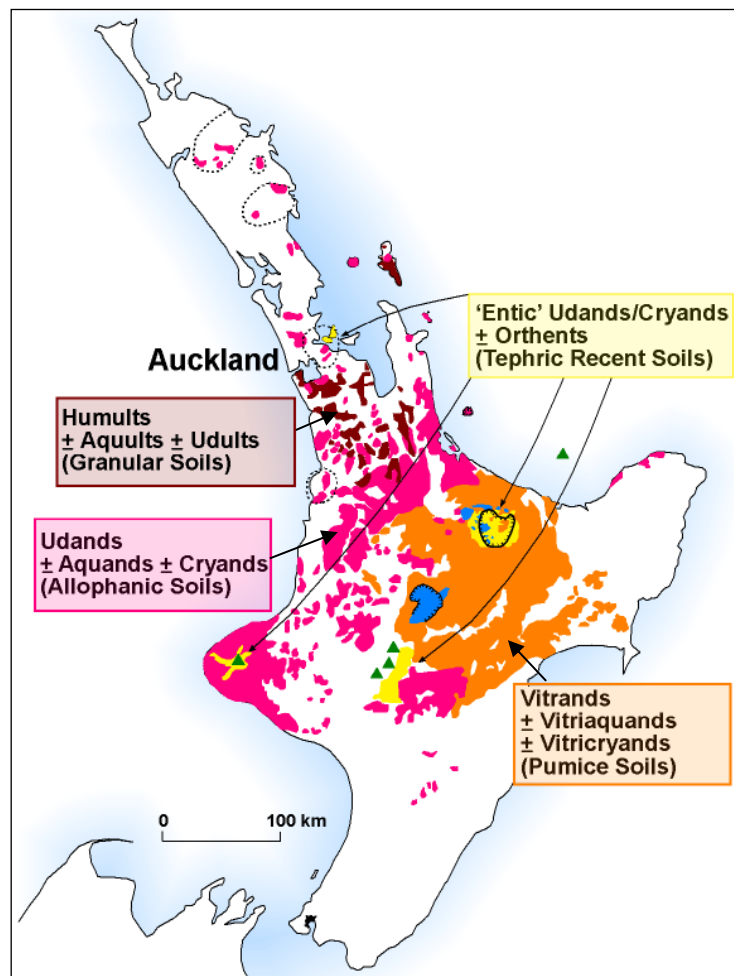 'Entic' Udands/Cryands
± Orthents
(Tephric Recent Soils)
Auckland
Humults
± Aquults ± Udults
(Granular Soils)
Udands
± Aquands ± Cryands
(Allophanic Soils)
Vitrands
± Vitriaquands
± Vitricryands
(Pumice Soils)
0 100 km